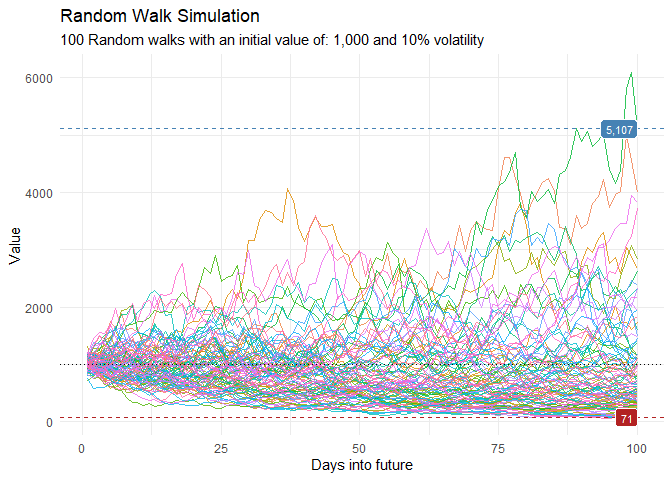 Random Walk Simulation
100 Random walks with an initial value of: 1,000 and 10% volatility
6000
5,107
4000
Value
2000
0
71
0 25 50 75 100
Days into future